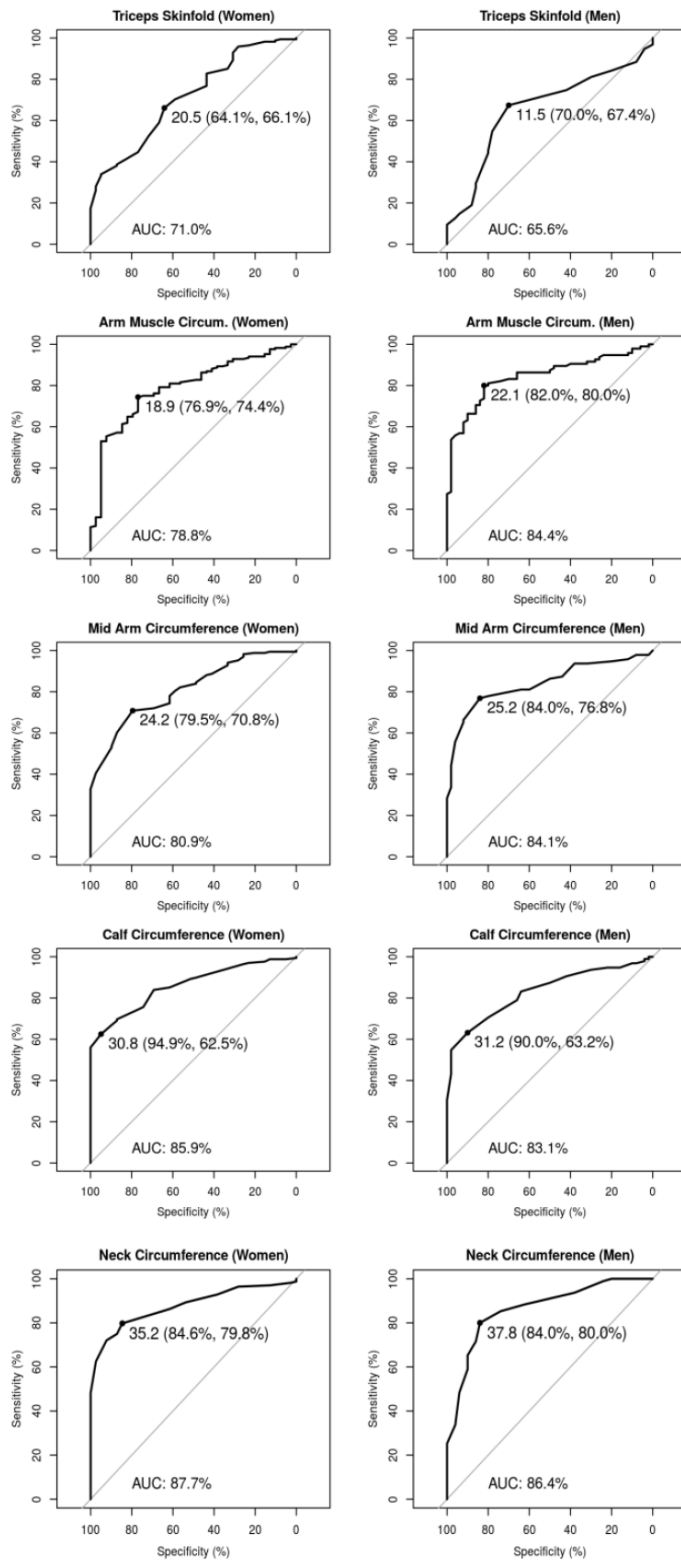 Triceps Skinfold (Women)
Sensitivity (%)
0 20 40 60 80 100
20.5 (64.1%, 66.1%)
AUC: 71.0%
100 80 60 40 20 0
Specificity (%)
Triceps Skinfold (Men)
Sensitivity (%)
0 20 40 60 80 100
11.5 (70.0%, 67.4%)
AUC: 65.6%
100 80 60 40 20 0
Specificity (%)
Arm Muscle Circum. (Women)
Sensitivity (%)
0 20 40 60 80 100
18.9 (76.9%, 74.4%)
AUC: 78.8%
100 80 60 40 20 0
Specificity (%)
Arm Muscle Circum. (Men)
Sensitivity (%)
0 20 40 60 80 100
22.1 (82.0%, 80.0%)
AUC: 84.4%
100 80 60 40 20 0
Specificity (%)
Mid Arm Circumference (Women)
Sensitivity (%)
0 20 40 60 80 100
24.2 (79.5%, 70.8%)
AUC: 80.9%
100 80 60 40 20 0
Specificity (%)
Mid Arm Circumference (Men)
Sensitivity (%)
0 20 40 60 80 100
25.2 (84.0%, 76.8%)
AUC: 84.1%
100 80 60 40 20 0
Specificity (%)
Calf Circumference (Women)
Sensitivity (%)
0 20 40 60 80 100
30.8 (94.9%, 62.5%)
AUC: 85.9%
100 80 60 40 20 0
Specificity (%)
Calf Circumference (Men)
Sensitivity (%)
0 20 40 60 80 100
31.2 (90.0%, 63.2%)
AUC: 83.1%
100 80 60 40 20 0
Specificity (%)
Neck Circumference (Women)
Sensitivity (%)
0 20 40 60 80 100
35.2 (84.6%, 79.8%)
AUC: 87.7%
100 80 60 40 20 0
Specificity (%)
Neck Circumference (Men)
Sensitivity (%)
0 20 40 60 80 100
37.8 (84.0%, 80.0%)
AUC: 86.4%
100 80 60 40 20 0
Specificity (%)